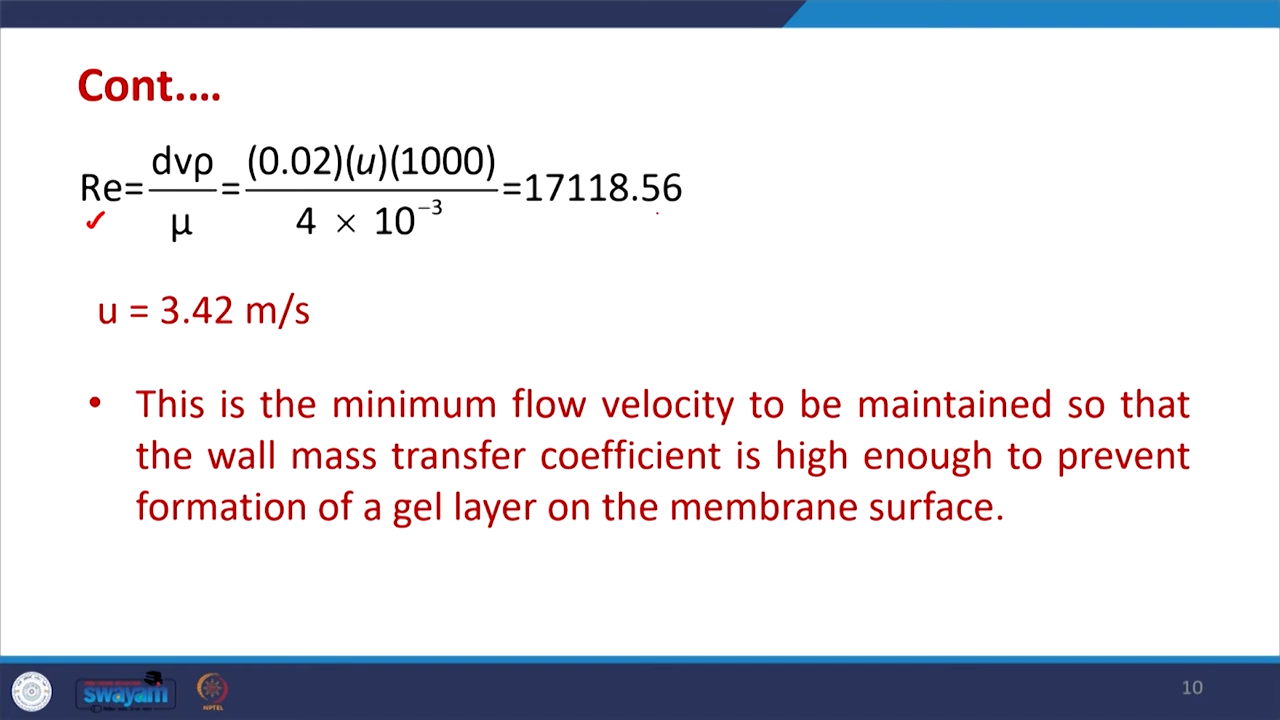 Cont.…
Re= dvρ/μ = (0.02)(u)(1000)/4 × 10⁻³ =17118.56
u = 3.42 m/s
• This is the minimum flow velocity to be maintained so that
the wall mass transfer coefficient is high enough to prevent
formation of a gel layer on the membrane surface.
swayam
NPTEL
10